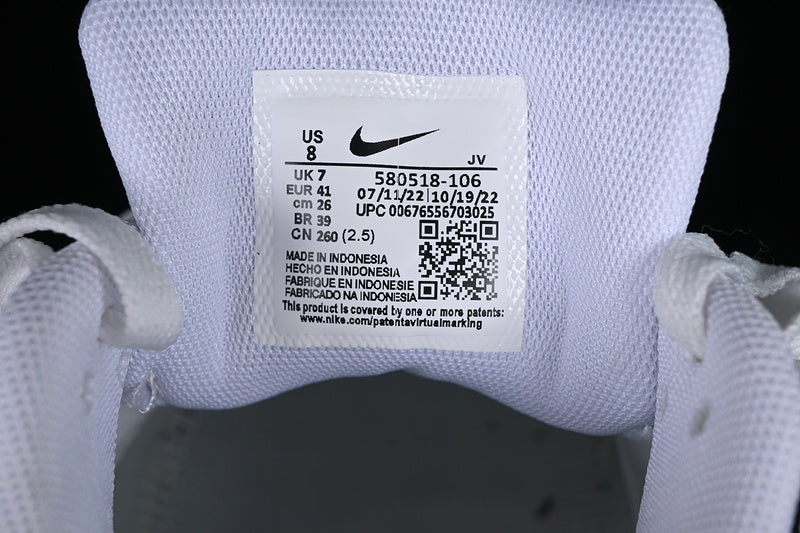 US
8
JV
UK 7
EUR 41
cm 26
BR 39
CN 260 (2.5)
580518-106
07/11/22|10/19/22
UPC 00676556703025
MADE IN INDONESIA
HECHO EN INDONESIA
FABRIQUE EN INDONESIE
FABRICADO NA INDONESIA
This product is covered by one or more patents:
www.nike.com/patentavirtualmarking